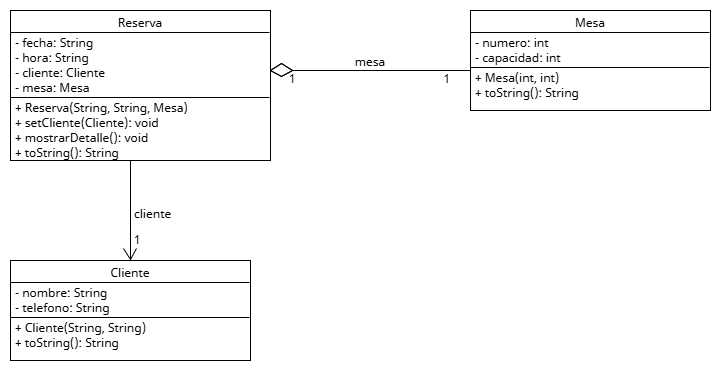 Reserva
- fecha: String
- hora: String
- cliente: Cliente
- mesa: Mesa
+ Reserva(String, String, Mesa)
+ setCliente(Cliente): void
+ mostrarDetalle(): void
+ toString(): String
mesa
1
1
Mesa
- numero: int
- capacidad: int
+ Mesa(int, int)
+ toString(): String
cliente
1
Cliente
- nombre: String
- telefono: String
+ Cliente(String, String)
+ toString(): String